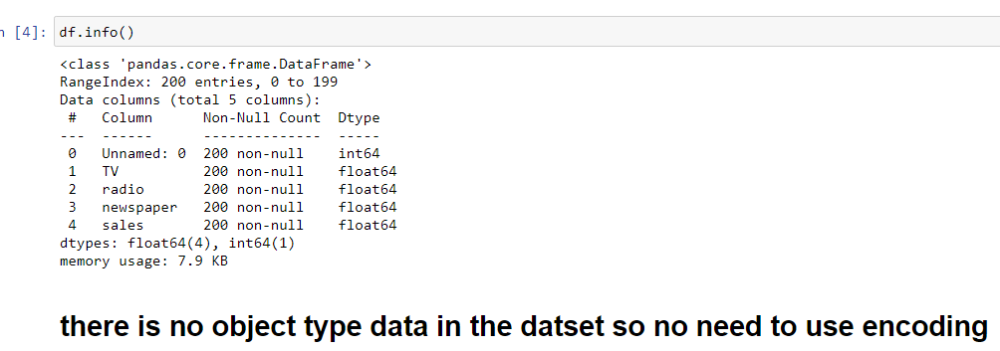 n [4]: df.info()
<class 'pandas.core.frame.DataFrame'>
RangeIndex: 200 entries, 0 to 199
Data columns (total 5 columns):
 #   Column      Non-Null Count  Dtype
---  ------      --------------  -----
 0   Unnamed: 0  200 non-null    int64
 1   TV          200 non-null    float64
 2   radio       200 non-null    float64
 3   newspaper   200 non-null    float64
 4   sales       200 non-null    float64
dtypes: float64(4), int64(1)
memory usage: 7.9 KB
there is no object type data in the datset so no need to use encoding